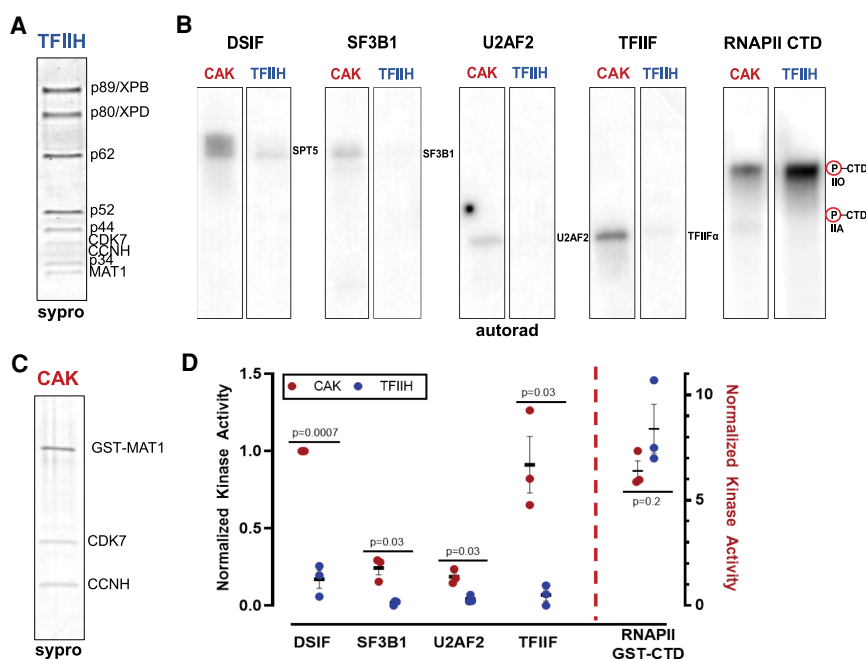 A
TFIIH
p89/XPB
p80/XPD
p62
p52
p44
CDK7
CCNH
p34
MAT1
sypro
B
DSIF
SF3B1
U2AF2
TFIIF
RNAPII CTD
CAK TFIIH
CAK TFIIH
CAK TFIIH
CAK TFIIH
CAK TFIIH
SPT5
SF3B1
U2AF2
TFIIFα
P-CTD
IIO
P-CTD
IIA
autorad
C
CAK
GST-MAT1
CDK7
CCNH
sypro
D
Normalized Kinase Activity
1.5
1.0
0.5
0.0
CAK TFIIH
p=0.0007
p=0.03
p=0.03
p=0.03
p=0.2
10
5
0
Normalized Kinase Activity
DSIF SF3B1 U2AF2 TFIIF RNAPII
GST-CTD